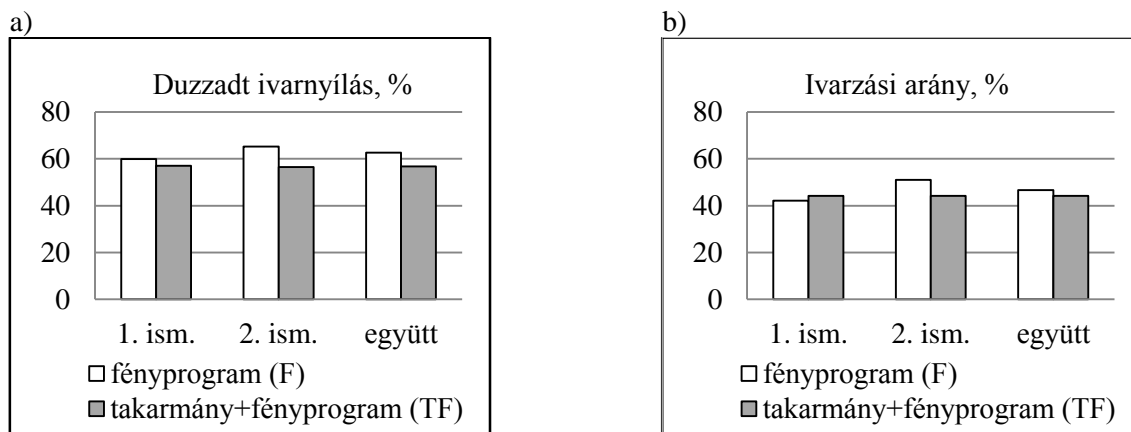 a)
Duzzadt ivarnyílás, %
80
60
40
20
0
1. ism. 2. ism. együtt
fényprogram (F)
takarmány+fényprogram (TF)
b)
Ivarzási arány, %
80
60
40
20
0
1. ism. 2. ism. együtt
fényprogram (F)
takarmány+fényprogram (TF)